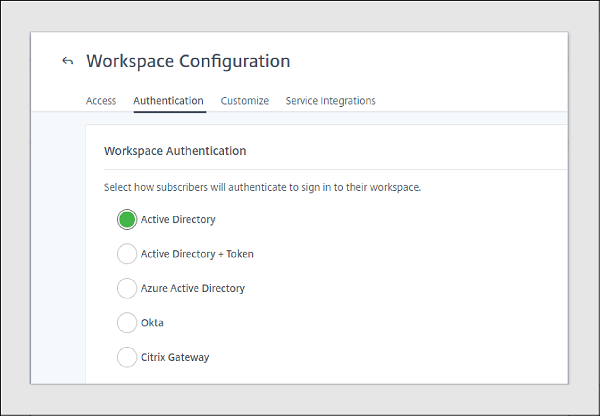 Workspace Configuration
Access Authentication Customize Service Integrations
Workspace Authentication
Select how subscribers will authenticate to sign in to their workspace.
Active Directory
Active Directory + Token
Azure Active Directory
Okta
Citrix Gateway